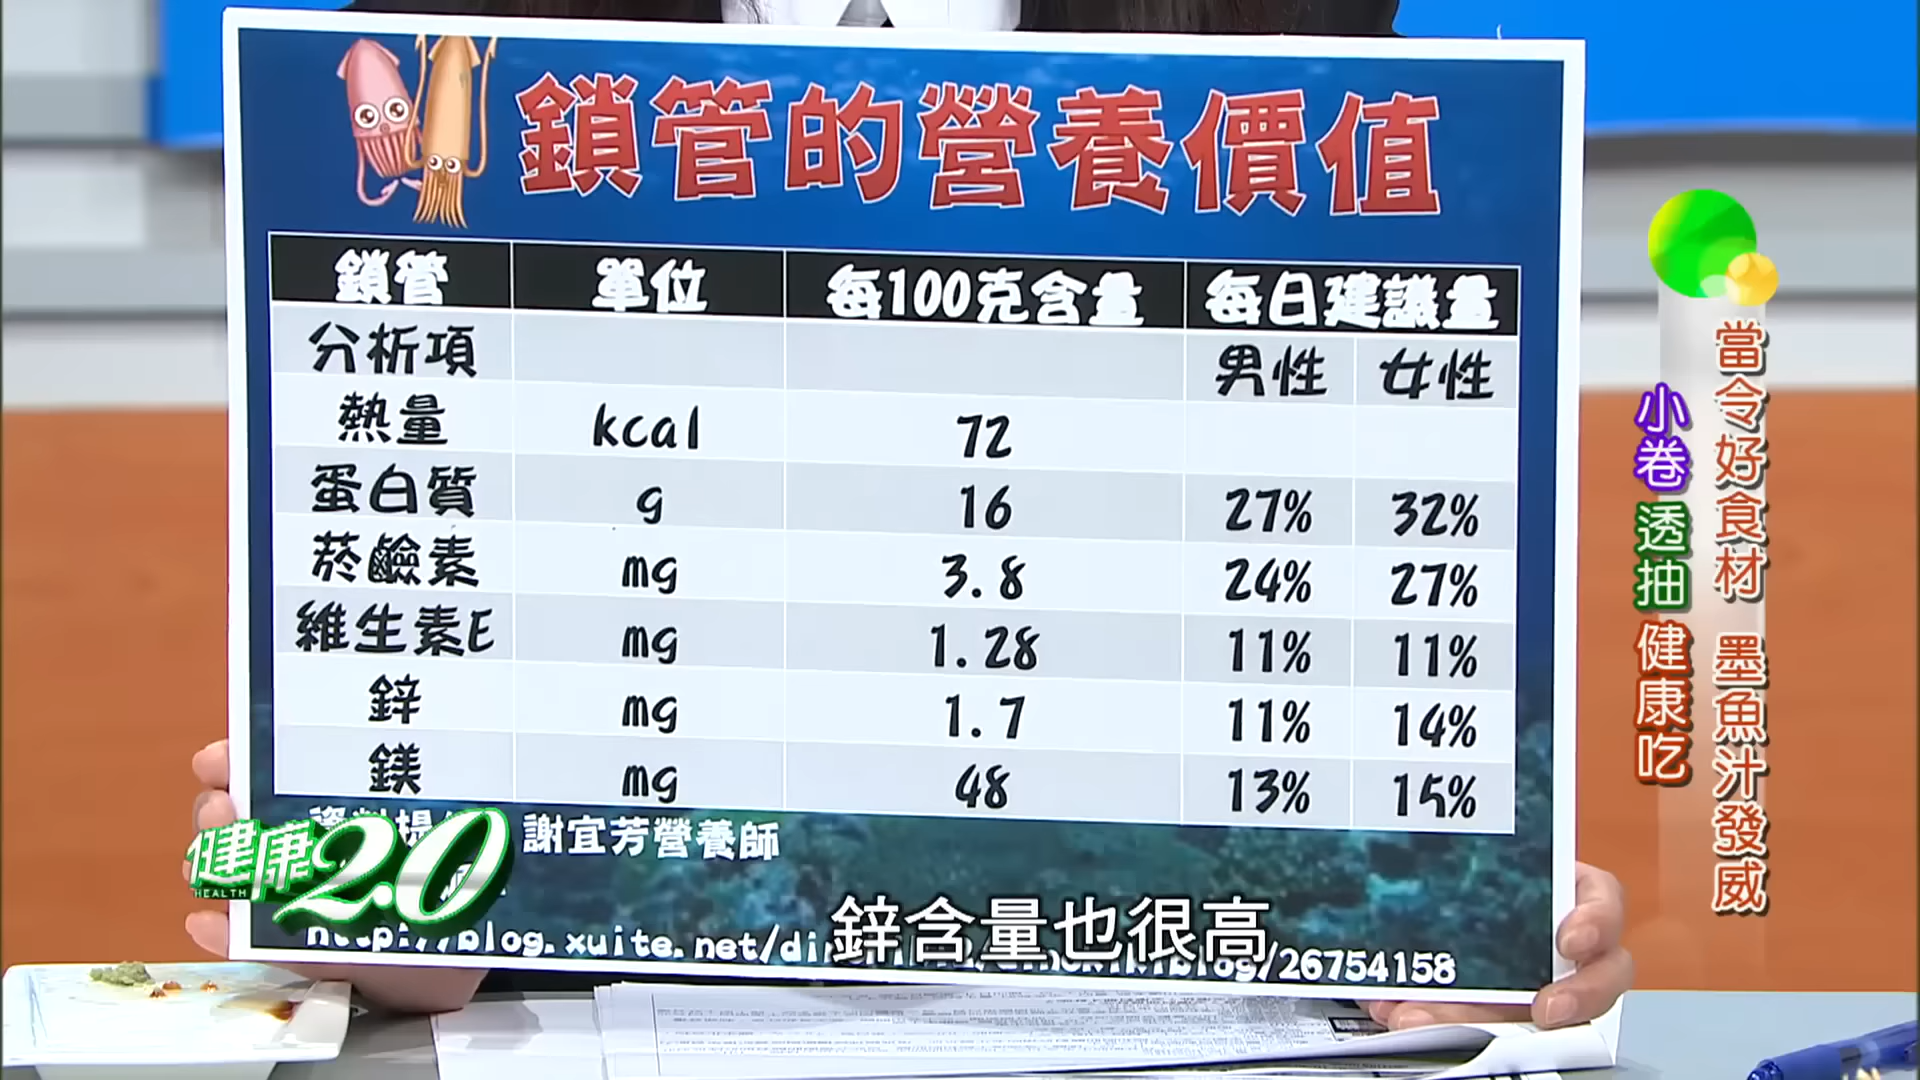 鎖管的營養價值
鎖管 單位 每100克含量 每日建議量
分析項 男性 女性
熱量 kcal 72
蛋白質 g 16 27% 32%
菸鹼素 mg 3.8 24% 27%
維生素E mg 1.28 11% 11%
鋅 mg 1.7 11% 14%
鎂 mg 48 13% 15%
謝宜芳營養師
http://blog.xuite.net/
blog/26754158
健康2.0
HEALTH
鋅含量也很高
當令好食材 墨魚汁發威
小卷透抽健康吃